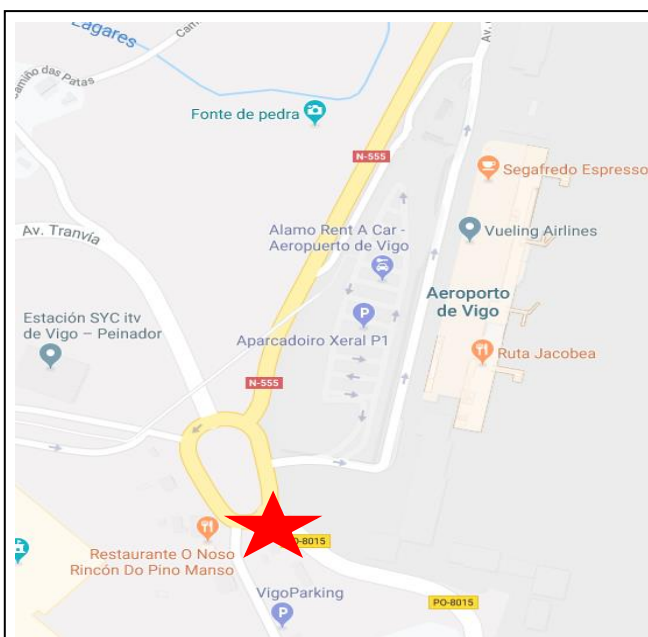 Lagares
Cam
Camiño das Patas
Av.
Fonte de pedra
N-555
Segafredo Espresso
Av. Tranvía
Alamo Rent A Car -
Aeropuerto de Vigo
Vueling Airlines
Aeroporto
de Vigo
Estación SYC itv
de Vigo – Peinador
P
Aparcadoiro Xeral P1
Ruta Jacobea
N-555
PO-8015
Restaurante O Noso
Rincón Do Pino Manso
VigoParking
P
PO-8015